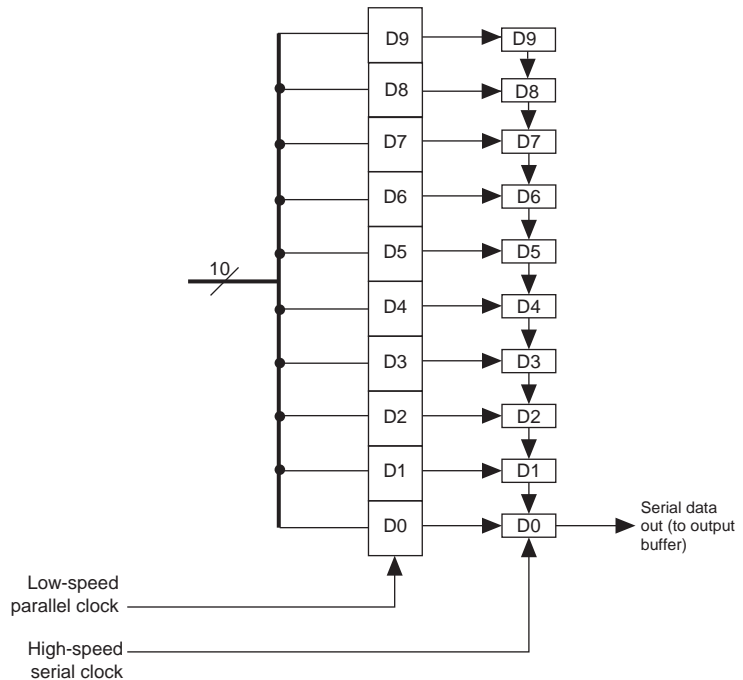 D9 D9
D8 D8
D7 D7
D6 D6
10
D5 D5
D4 D4
D3 D3
D2 D2
D1 D1
D0 D0
Serial data
out (to output
buffer)
Low-speed
parallel clock
High-speed
serial clock